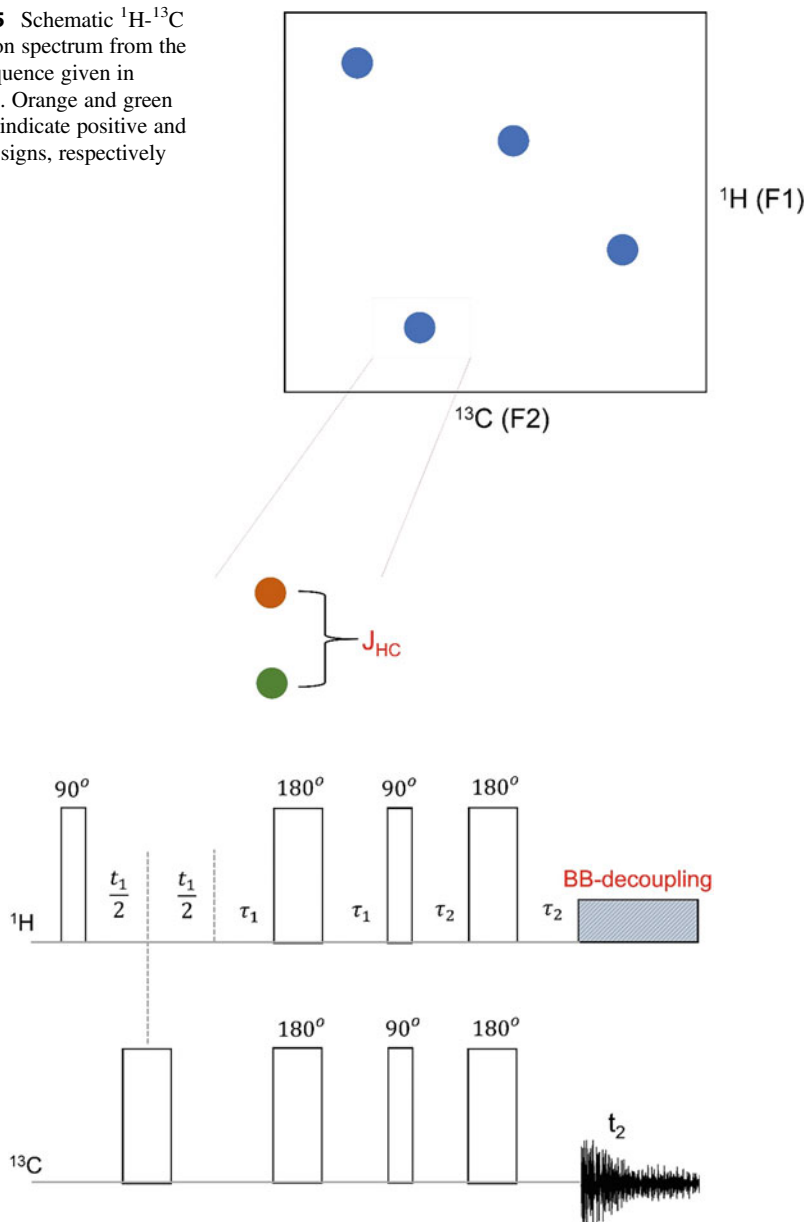 5 Schematic ¹H-¹³C
on spectrum from the
quence given in
. Orange and green
indicate positive and
signs, respectively
¹H (F1)
¹³C (F2)
J_HC
90° 180° 90° 180°
t₁/2 t₁/2 τ₁ τ₁ τ₂ τ₂ BB-decoupling
¹H
180° 90° 180°
t₂
¹³C